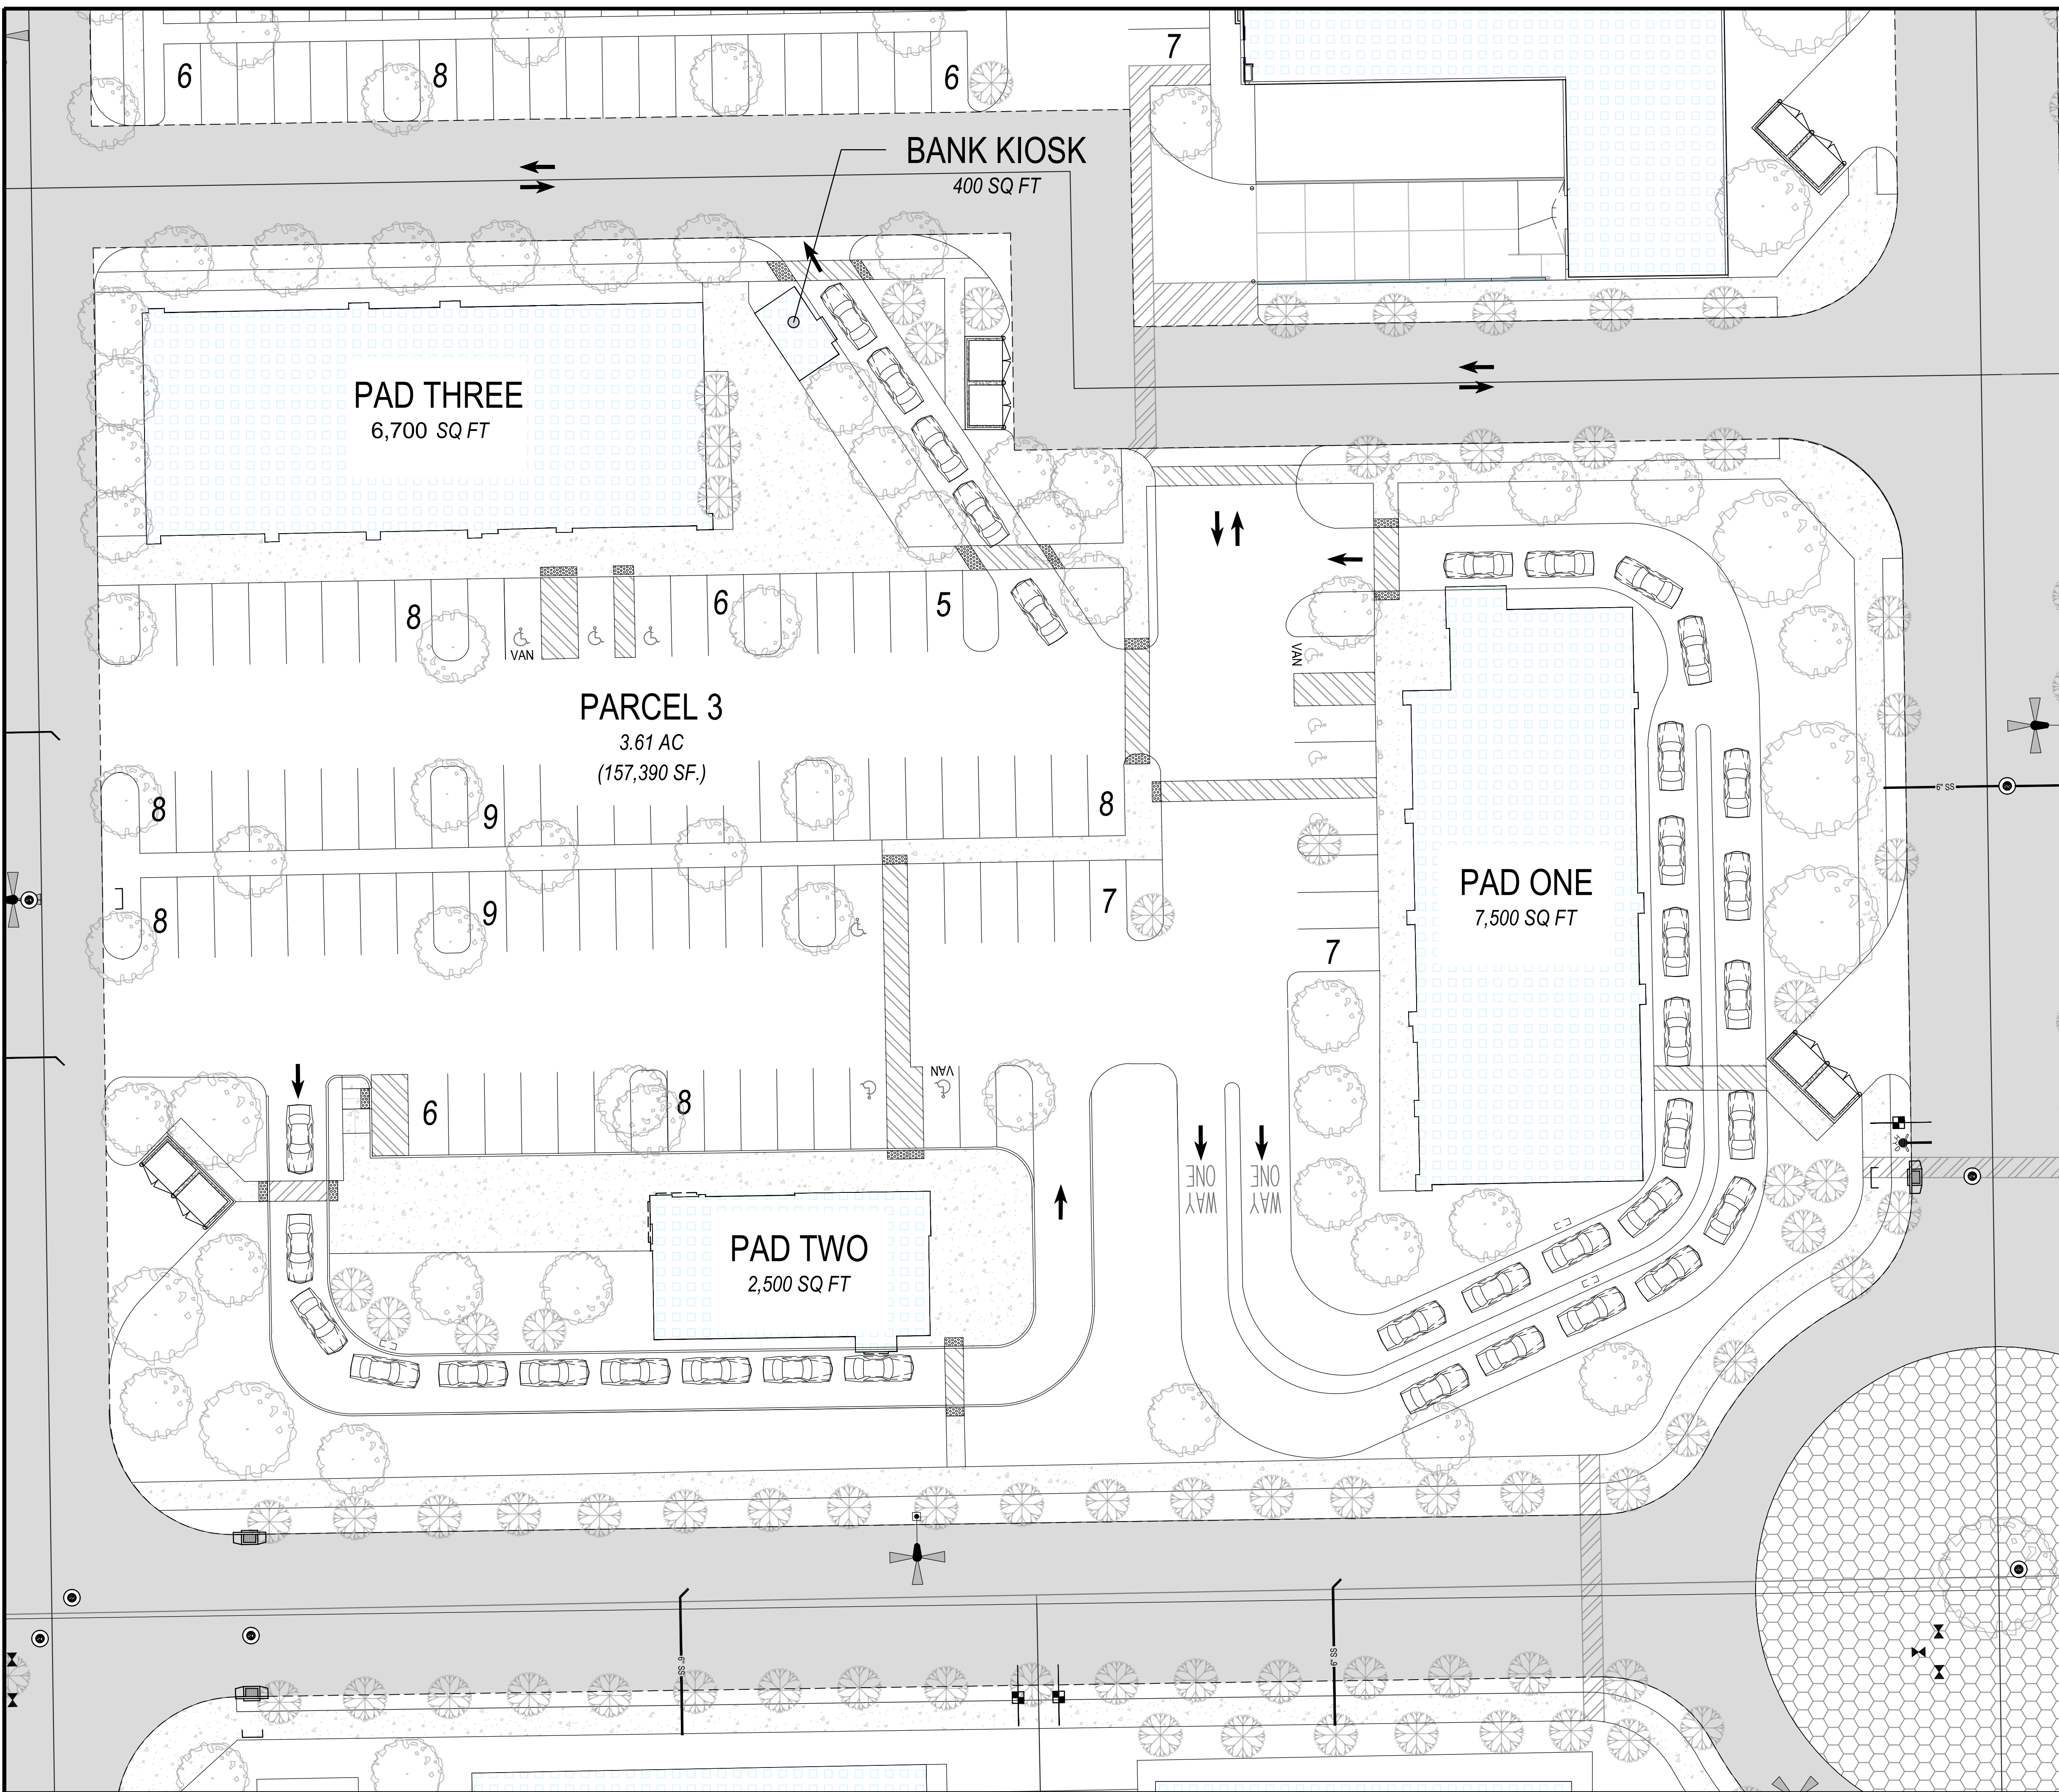 6
8
6
7
BANK KIOSK
400 SQ FT
PAD THREE
6,700 SQ FT
8
VAN
6
5
VAN
PARCEL 3
3.61 AC
(157,390 SF.)
8
9
8
6" SS
PAD ONE
7,500 SQ FT
8
9
7
7
VAN
6
8
ONE
WAY
ONE
WAY
PAD TWO
2,500 SQ FT
6" SS
6" SS